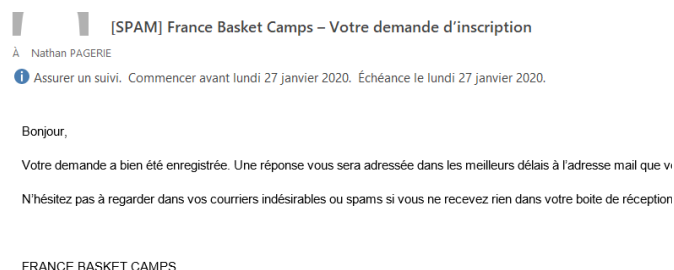 [SPAM] France Basket Camps – Votre demande d’inscription
À Nathan PAGERIE
Assurer un suivi. Commencer avant lundi 27 janvier 2020. Échéance le lundi 27 janvier 2020.
Bonjour,
Votre demande a bien été enregistrée. Une réponse vous sera adressée dans les meilleurs délais à l’adresse mail que
N’hésitez pas à regarder dans vos courriers indésirables ou spams si vous ne recevez rien dans votre boite de réception
FRANCE BASKET CAMPS